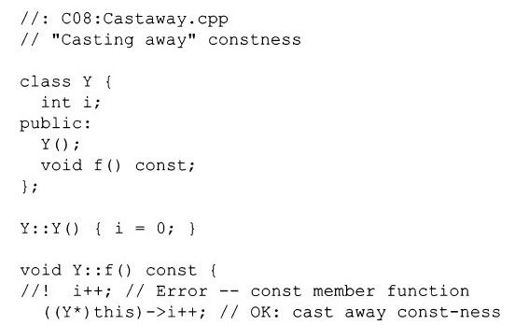 //: C08:Castaway.cpp
// "Casting away" constness
class Y {
  int i;
public:
  Y();
  void f() const;
};
Y::Y() { i = 0; }
void Y::f() const {
//!  i++; // Error -- const member function
  ((Y*)this)->i++; // OK: cast away const-ness